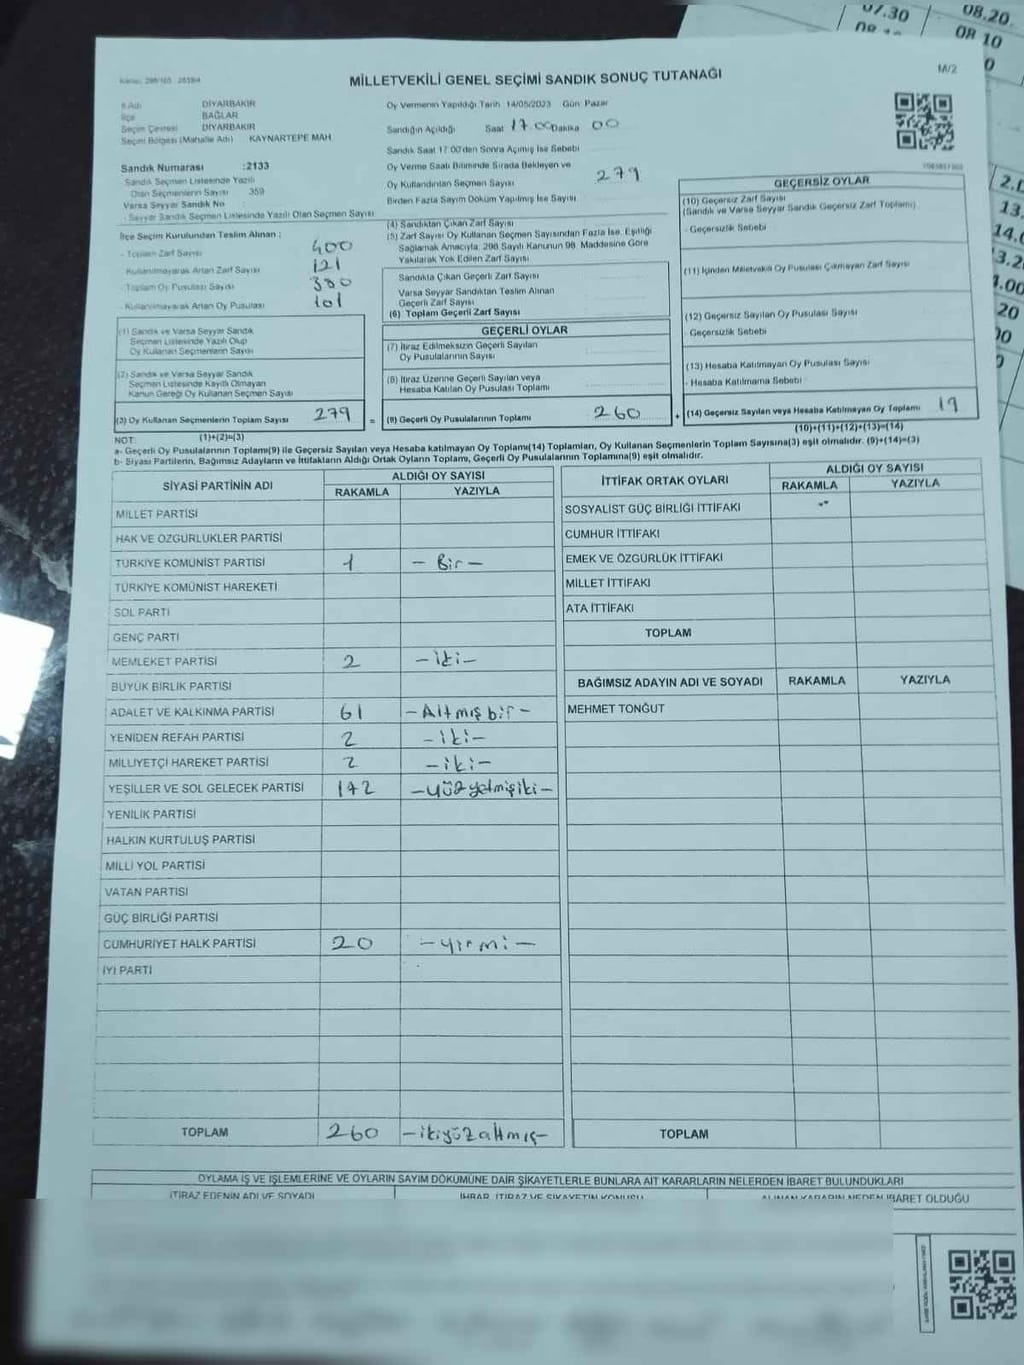 07.30
08.20
08 10
MİLLETVEKİLİ GENEL SEÇİMİ SANDIK SONUÇ TUTANAĞI
M/2
İl Adı DİYARBAKIR
İlçe BAĞLAR
Seçim Çevresi DİYARBAKIR
Seçim Bölgesi (Mahalle Adı) KAYNARTEPE MAH
Sandık Numarası :2133
Sandık Seçmen Listesinde Yazılı
Olan Seçmenlerin Sayısı 359
Varsa Seyyar Sandık No
- Seyyar Sandık Seçmen Listesinde Yazılı Olan Seçmen Sayısı
İlçe Seçim Kurulundan Teslim Alınan :
- Toplam Zarf Sayısı 400
Kullanılmayarak Artan Zarf Sayısı 121
- Toplam Oy Pusulası Sayısı 380
- Kullanılmayarak Artan Oy Pusulası 101
(1) Sandık ve Varsa Seyyar Sandık
Seçmen Listesinde Yazılı Olup
Oy Kullanan Seçmenlerin Sayısı
(2) Sandık ve Varsa Seyyar Sandık
Seçmen Listesinde Kayıtlı Olmayan
Kanun Gereği Oy Kullanan Seçmen Sayısı
(3) Oy Kullanan Seçmenlerin Toplam Sayısı 279 =
Oy Vermenin Yapıldığı Tarih 14/05/2023 Gün Pazar
Sandığın Açıldığı Saat 17.00 Dakika 00
Sandık Saat 17 00'den Sonra Açılmış İse Sebebi
Oy Verme Saati Bitiminde Sırada Bekleyen ve
Oy Kullandırılan Seçmen Sayısı 279
Birden Fazla Sayım Döküm Yapılmış İse Sayısı
(4) Sandıktan Çıkan Zarf Sayısı
(5) Zarf Sayısı Oy Kullanan Seçmen Sayısından Fazla İse, Eşitliği
Sağlamak Amacıyla, 298 Sayılı Kanunun 98. Maddesine Göre
Yakılarak Yok Edilen Zarf Sayısı
Sandıkta Çıkan Geçerli Zarf Sayısı
Varsa Seyyar Sandıktan Teslim Alınan
Geçerli Zarf Sayısı
(6) Toplam Geçerli Zarf Sayısı
GEÇERLİ OYLAR
(7) İtiraz Edilmeksizin Geçerli Sayılan
Oy Pusulalarının Sayısı
(8) İtiraz Üzerine Geçerli Sayılan veya
Hesaba Katılan Oy Pusulası Toplamı
(9) Geçerli Oy Pusulalarının Toplamı 260 +
GEÇERSİZ OYLAR
(10) Geçersiz Zarf Sayısı
(Sandık ve Varsa Seyyar Sandık Geçersiz Zarf Toplamı)
- Geçersizlik Sebebi
(11) İçinden Milletvekili Oy Pusulası Çıkmayan Zarf Sayısı
(12) Geçersiz Sayılan Oy Pusulası Sayısı
- Geçersizlik Sebebi
(13) Hesaba Katılmayan Oy Pusulası Sayısı
- Hesaba Katılmama Sebebi
(14) Geçersiz Sayılan veya Hesaba Katılmayan Oy Toplamı 19
(10)+(11)+(12)+(13)=(14)
NOT: (1)+(2)=(3)
a- Geçerli Oy Pusulalarının Toplamı(9) ile Geçersiz Sayılan veya Hesaba katılmayan Oy Toplamı(14) Toplamları, Oy Kullanan Seçmenlerin Toplam Sayısına(3) eşit olmalıdır. (9)+(14)=(3)
b- Siyasi Partilerin, Bağımsız Adayların ve İttifakların Aldığı Ortak Oyların Toplamı, Geçerli Oy Pusulalarının Toplamına(9) eşit olmalıdır.
SİYASİ PARTİNİN ADI ALDIĞI OY SAYISI
RAKAMLA YAZIYLA
MİLLET PARTİSİ
HAK VE ÖZGÜRLÜKLER PARTİSİ
TÜRKİYE KOMÜNİST PARTİSİ 1 - Bir -
TÜRKİYE KOMÜNİST HAREKETİ
SOL PARTİ
GENÇ PARTİ
MEMLEKET PARTİSİ 2 - iki -
BÜYÜK BİRLİK PARTİSİ
ADALET VE KALKINMA PARTİSİ 61 - Altmış bir -
YENİDEN REFAH PARTİSİ 2 - iki -
MİLLİYETÇİ HAREKET PARTİSİ 2 - iki -
YEŞİLLER VE SOL GELECEK PARTİSİ 172 - yüz yetmişiki -
YENİLİK PARTİSİ
HALKIN KURTULUŞ PARTİSİ
MİLLİ YOL PARTİSİ
VATAN PARTİSİ
GÜÇ BİRLİĞİ PARTİSİ
CUMHURİYET HALK PARTİSİ 20 - yirmi -
İYİ PARTİ
TOPLAM 260 - ikiyüz altmış -
İTTİFAK ORTAK OYLARI ALDIĞI OY SAYISI
RAKAMLA YAZIYLA
SOSYALİST GÜÇ BİRLİĞİ İTTİFAKI
CUMHUR İTTİFAKI
EMEK VE ÖZGÜRLÜK İTTİFAKI
MİLLET İTTİFAKI
ATA İTTİFAKI
TOPLAM
BAĞIMSIZ ADAYIN ADI VE SOYADI RAKAMLA YAZIYLA
MEHMET TONĞUT
TOPLAM
OYLAMA İŞ VE İŞLEMLERİNE VE OYLARIN SAYIM DÖKÜMÜNE DAİR ŞİKAYETLERLE BUNLARA AİT KARARLARIN NELERDEN İBARET BULUNDUKLARI
İTİRAZ EDENİN ADI VE SOYADI İHBAR, İTİRAZ VE ŞİKAYETİN KONUSU ALINAN KARARIN NEDEN İBARET OLDUĞU